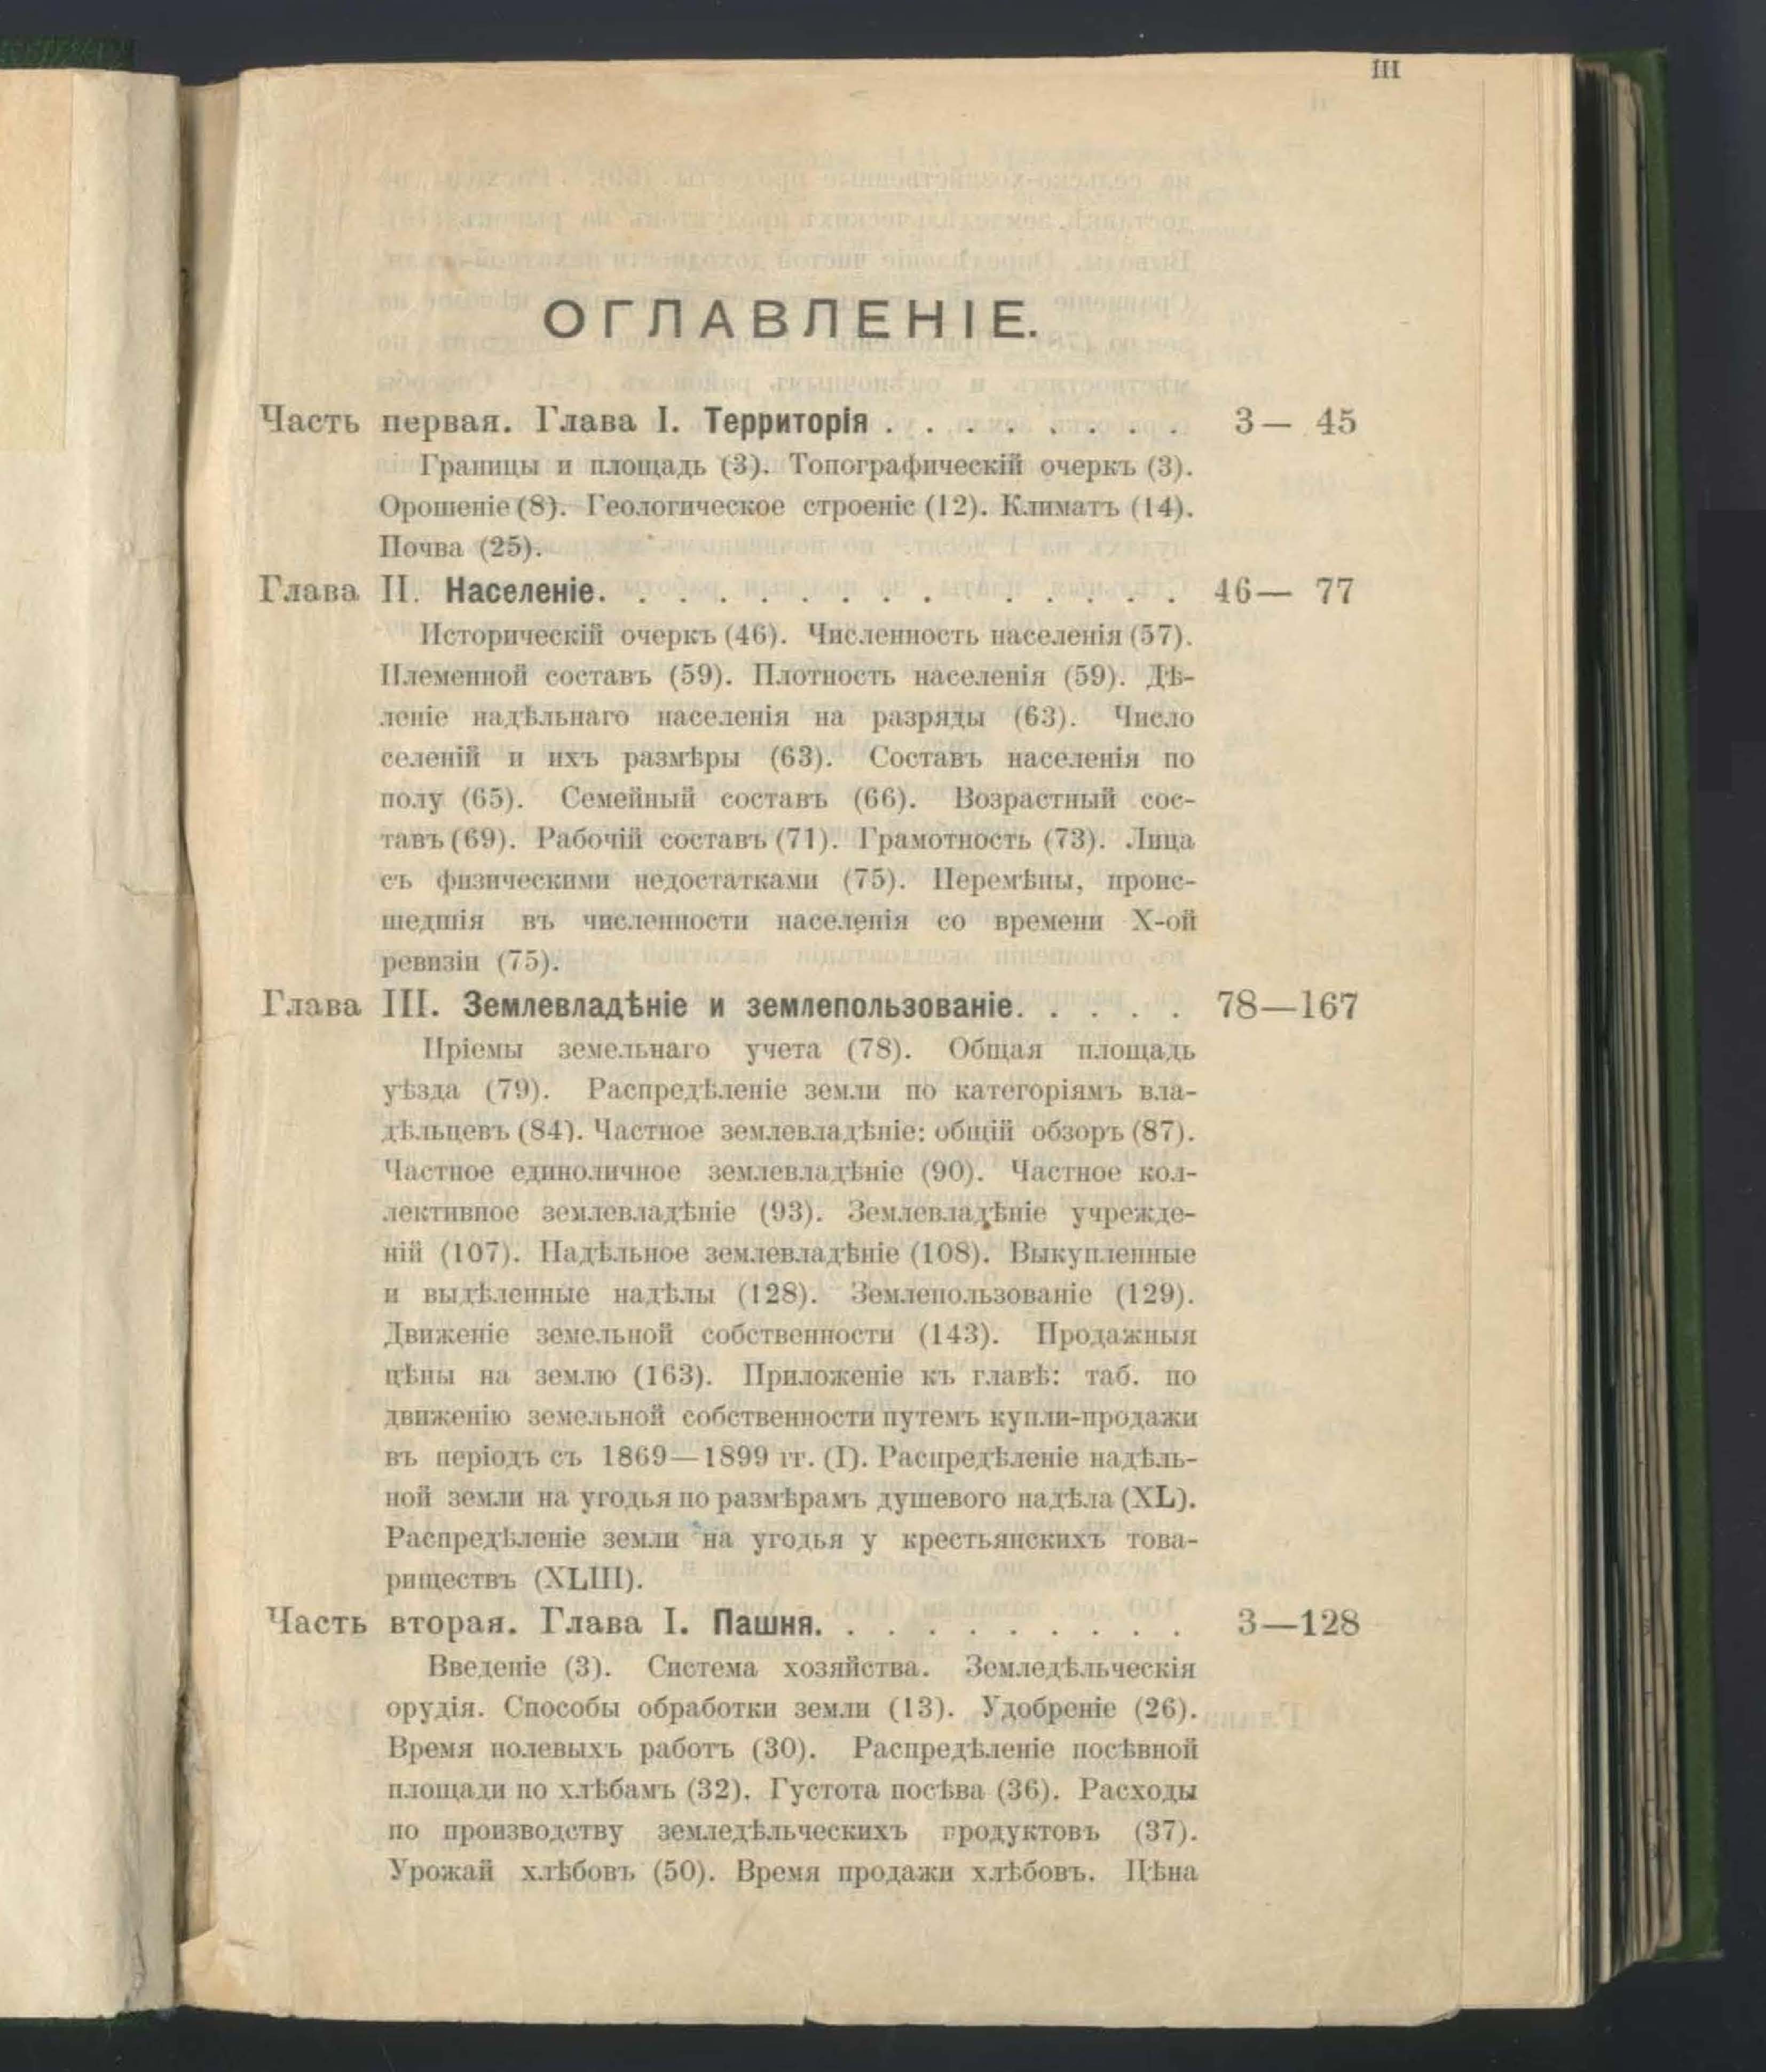 III
ОГЛАВЛЕНІЕ.
Часть первая. Глава I. Территорія . . . . . . . . 3— 45
Границы и площадь (3). Топографическій очеркъ (3).
Орошеніе (8). Геологическое строеніе (12). Климатъ (14).
Почва (25).
Глава II. Населеніе. . . . . . . . . . . . . . . 46— 77
Историческій очеркъ (46). Численность населенія (57).
Племенной составъ (59). Плотность населенія (59). Дѣ-
леніе надѣльнаго населенія на разряды (63). Число
селеній и ихъ размѣры (63). Составъ населенія по
полу (65). Семейный составъ (66). Возрастный сос-
тавъ (69). Рабочій составъ (71). Грамотность (73). Лица
съ физическими недостатками (75). Перемѣны, проис-
шедшія въ численности населенія со времени X-ой
ревизіи (75).
Глава III. Землевладѣніе и землепользованіе. . . . . . 78—167
Пріемы земельнаго учета (78). Общая площадь
уѣзда (79). Распредѣленіе земли по категоріямъ вла-
дѣльцевъ (84). Частное землевладѣніе: общій обзоръ (87).
Частное единоличное землевладѣніе (90). Частное кол-
лективное землевладѣніе (93). Землевладѣніе учрежде-
ній (107). Надѣльное землевладѣніе (108). Выкупленные
и выдѣленные надѣлы (128). Землепользованіе (129).
Движеніе земельной собственности (143). Продажныя
цѣны на землю (163). Приложеніе къ главѣ: таб. по
движенію земельной собственности путемъ купли-продажи
въ періодъ съ 1869—1899 гг. (I). Распредѣленіе надѣль-
ной земли на угодья по размѣрамъ душевого надѣла (XL).
Распредѣленіе земли на угодья у крестьянскихъ това-
риществъ (XLIII).
Часть вторая. Глава I. Пашня. . . . . . . . . . 3—128
Введеніе (3). Система хозяйства. Земледѣльческія
орудія. Способы обработки земли (13). Удобреніе (26).
Время полевыхъ работъ (30). Распредѣленіе посѣвной
площади по хлѣбамъ (32). Густота посѣва (36). Расходы
по производству земледѣльческихъ продуктовъ (37).
Урожай хлѣбовъ (50). Время продажи хлѣбовъ. Цѣна